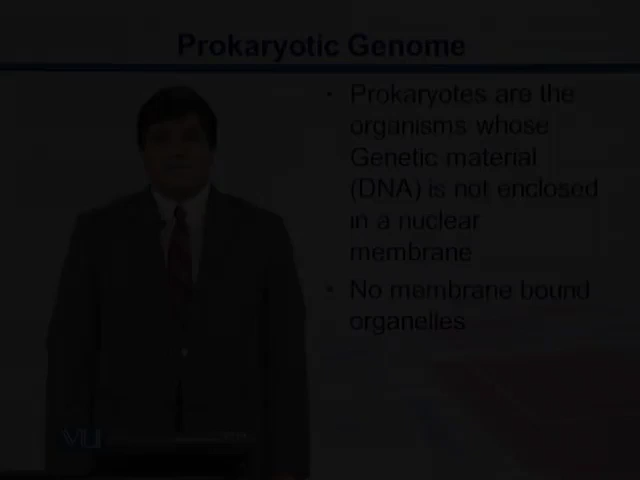 Prokaryotic Genome
• Prokaryotes are the
organisms whose
Genetic material
(DNA) is not enclosed
in a nuclear
membrane
• No membrane bound
organelles
VU